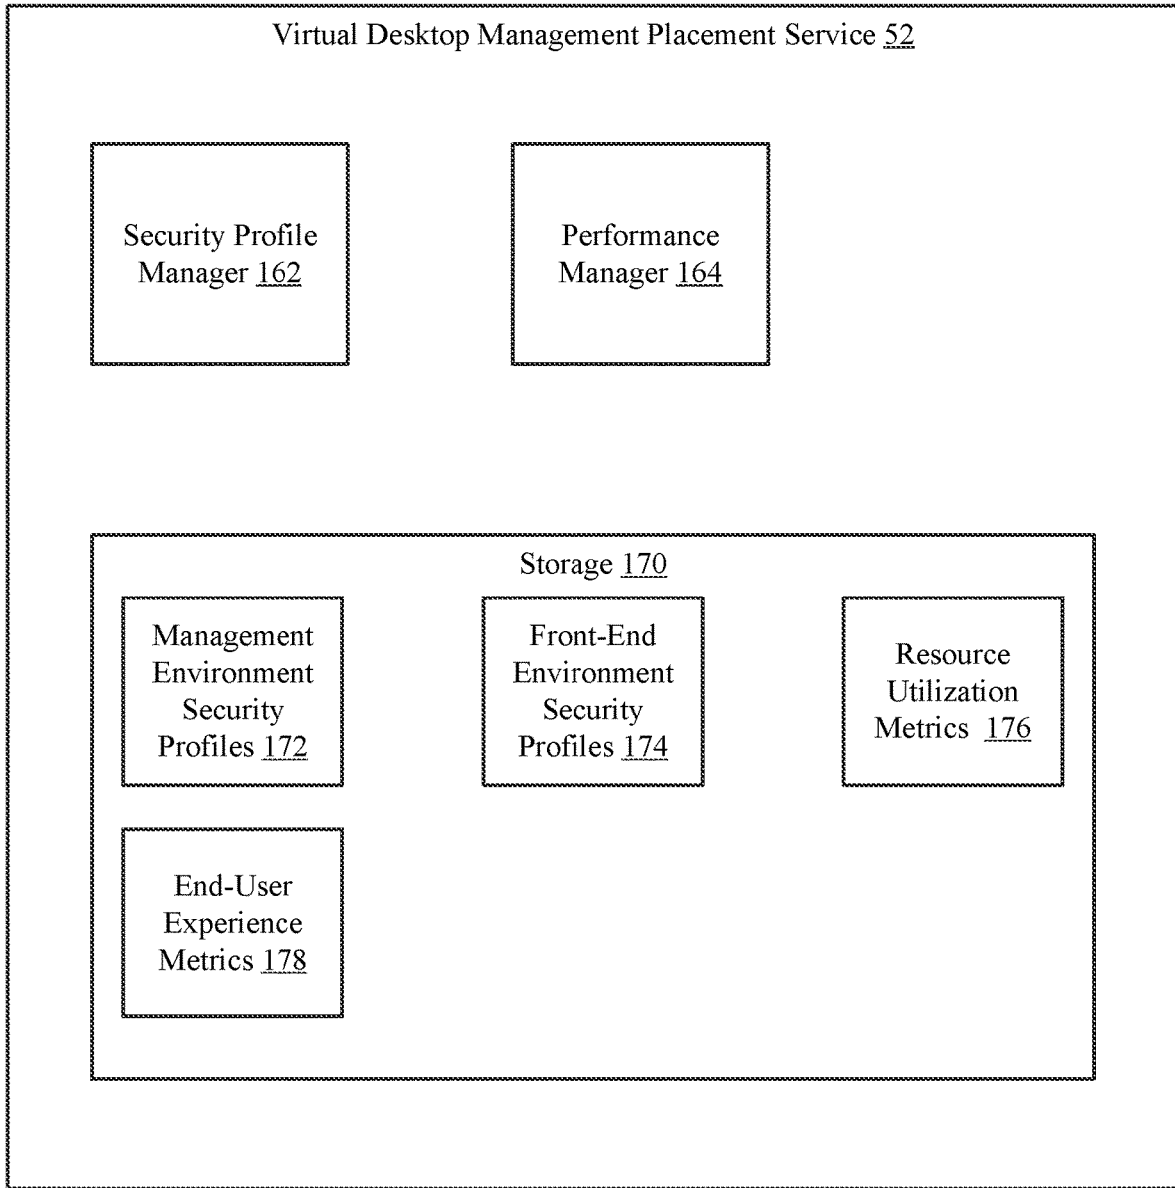 Virtual Desktop Management Placement Service 52
Security Profile
Manager 162
Performance
Manager 164
Storage 170
Management
Environment
Security
Profiles 172
Front-End
Environment
Security
Profiles 174
Resource
Utilization
Metrics 176
End-User
Experience
Metrics 178